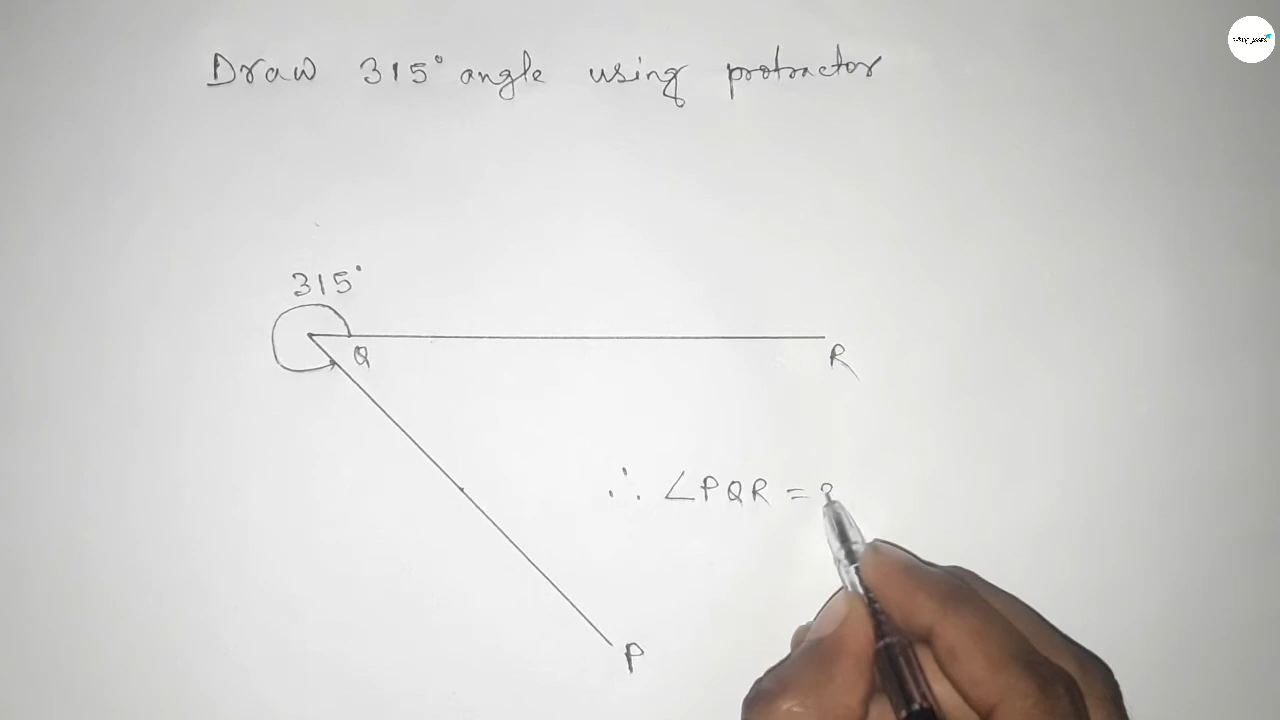 Draw 315° angle using protractor
315°
Q
R
∴ ∠PQR =
P